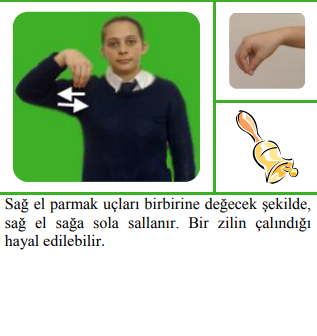 Sağ el parmak uçları birbirine değecek şekilde,
sağ el sağa sola sallanır. Bir zilin çalındığı
hayal edilebilir.